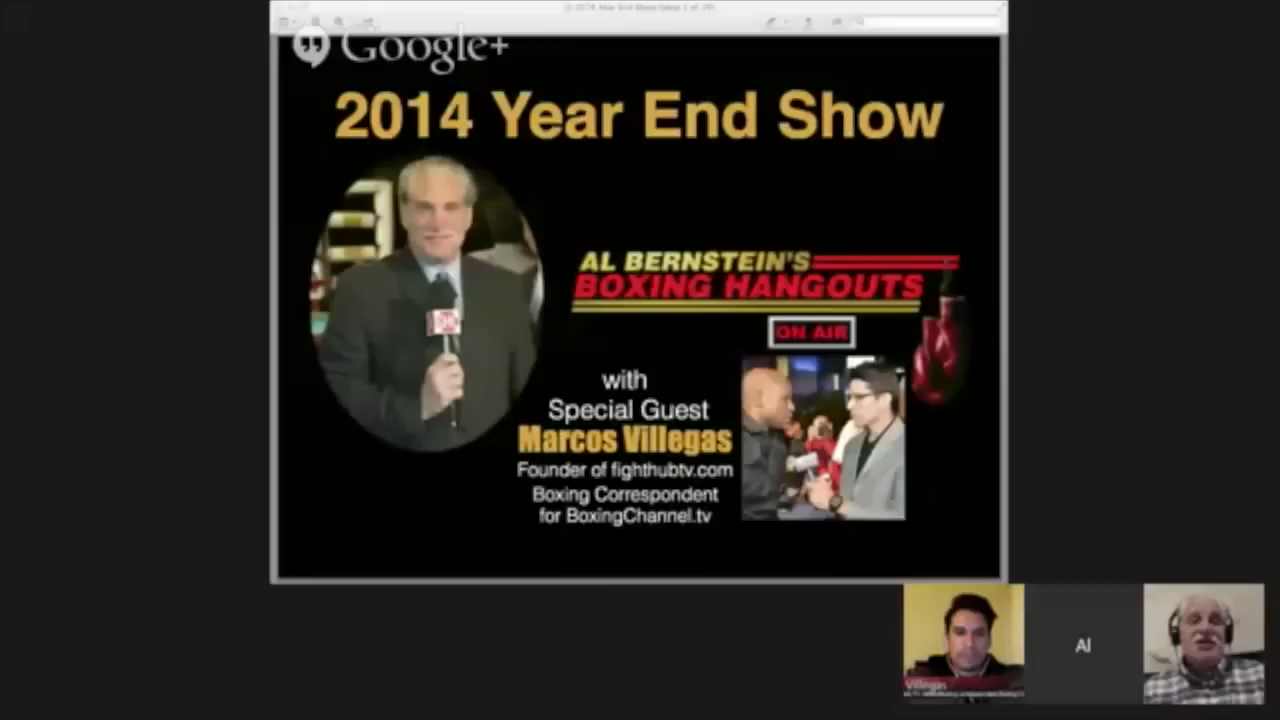 Google+
2014 Year End Show
AL BERNSTEIN'S
BOXING HANGOUTS
ON AIR
with
Special Guest
Marcos Villegas
Founder of fighthubtv.com
Boxing Correspondent
for BoxingChannel.tv
Villegas
Al